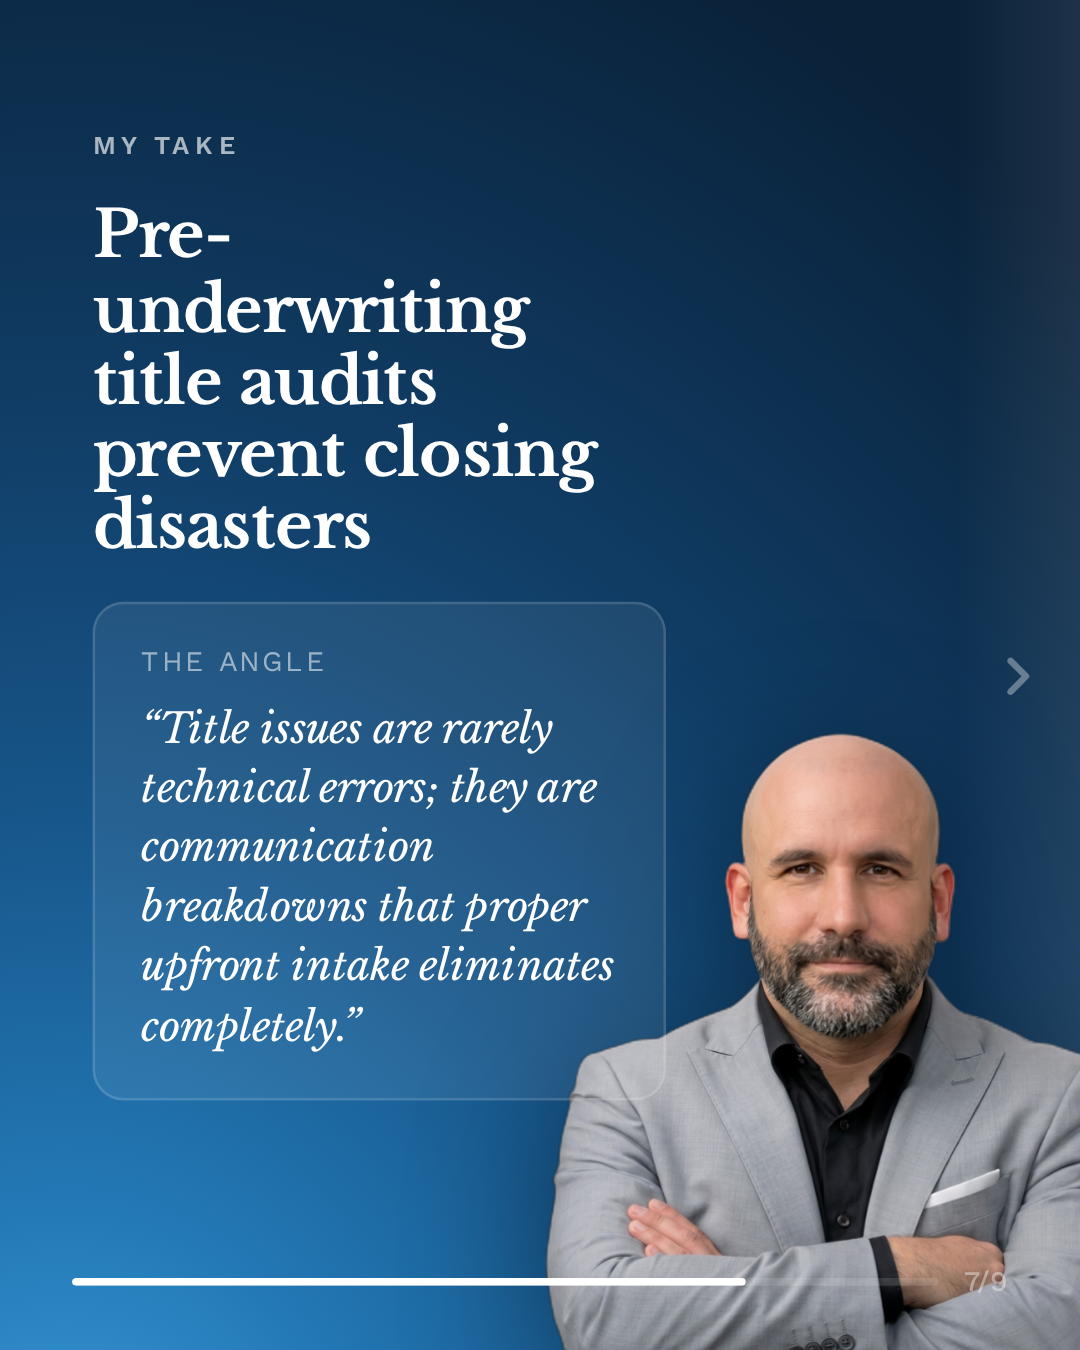 MY TAKE
Pre-
underwriting
title audits
prevent closing
disasters
THE ANGLE
“Title issues are rarely
technical errors; they are
communication
breakdowns that proper
upfront intake eliminates
completely.”
7/9